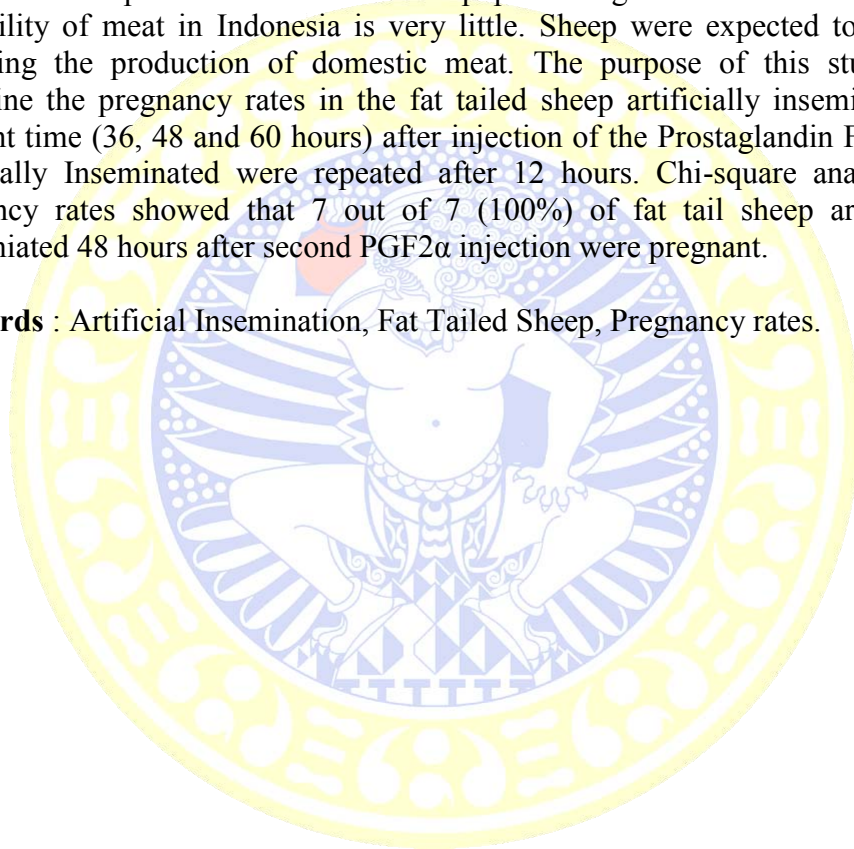 ility of meat in Indonesia is very little. Sheep were expected to
ing the production of domestic meat. The purpose of this stu
ine the pregnancy rates in the fat tailed sheep artificially insemi
nt time (36, 48 and 60 hours) after injection of the Prostaglandin F
ally Inseminated were repeated after 12 hours. Chi-square ana
ncy rates showed that 7 out of 7 (100%) of fat tail sheep ar
niated 48 hours after second PGF2α injection were pregnant.
rds : Artificial Insemination, Fat Tailed Sheep, Pregnancy rates.